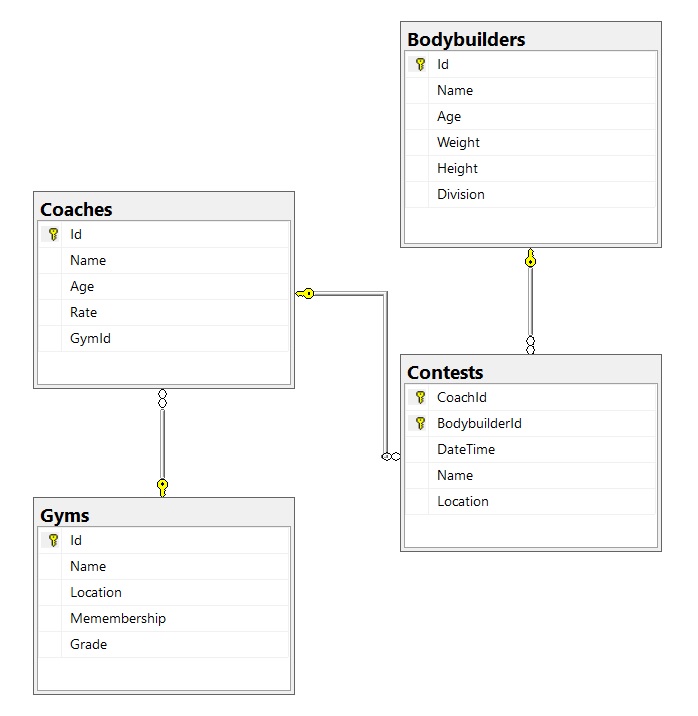 Bodybuilders
Id
Name
Age
Weight
Height
Division
Coaches
Id
Name
Age
Rate
GymId
Contests
CoachId
BodybuilderId
DateTime
Name
Location
Gyms
Id
Name
Location
Memembership
Grade